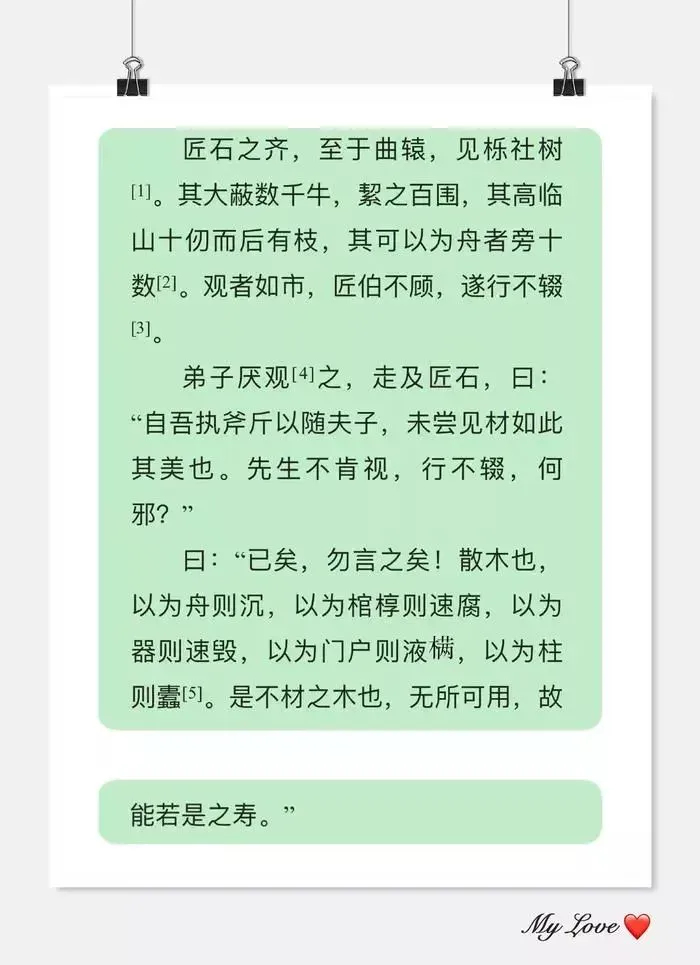 匠石之齐，至于曲辕，见栎社树
[1]。其大蔽数千牛，絜之百围，其高临
山十仞而后有枝，其可以为舟者旁十
数[2]。观者如市，匠伯不顾，遂行不辍
[3]。
弟子厌观[4]之，走及匠石，曰：
“自吾执斧斤以随夫子，未尝见材如此
其美也。先生不肯视，行不辍，何
邪？”
曰：“已矣，勿言之矣！散木也，
以为舟则沉，以为棺椁则速腐，以为
器则速毁，以为门户则液樠，以为柱
则蠹[5]。是不材之木也，无所可用，故
能若是之寿。”
My Love